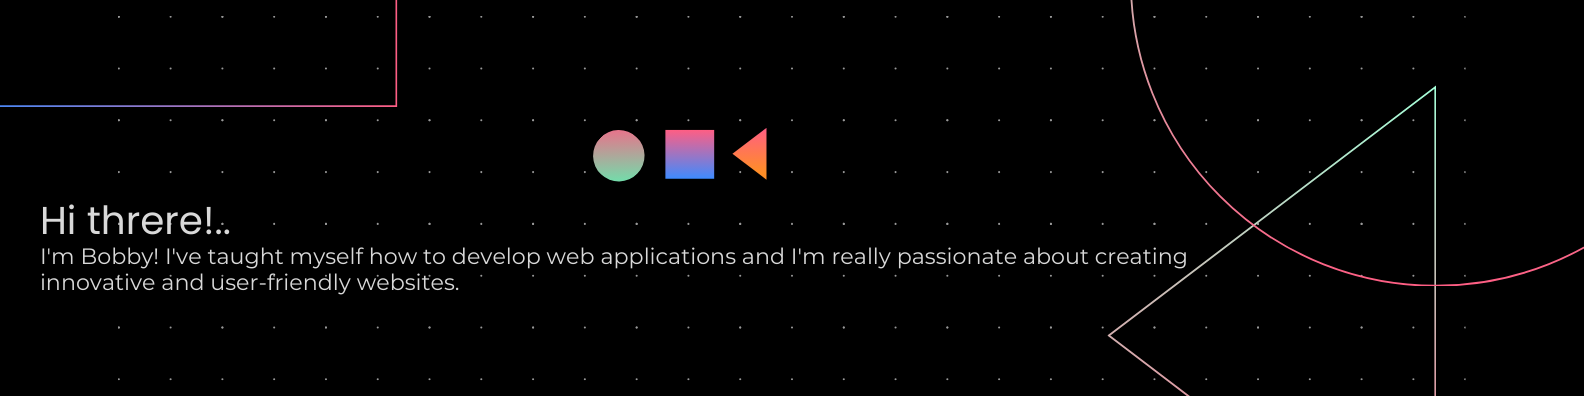 Hi threre!..
I'm Bobby! I've taught myself how to develop web applications and I'm really passionate about creating
innovative and user-friendly websites.